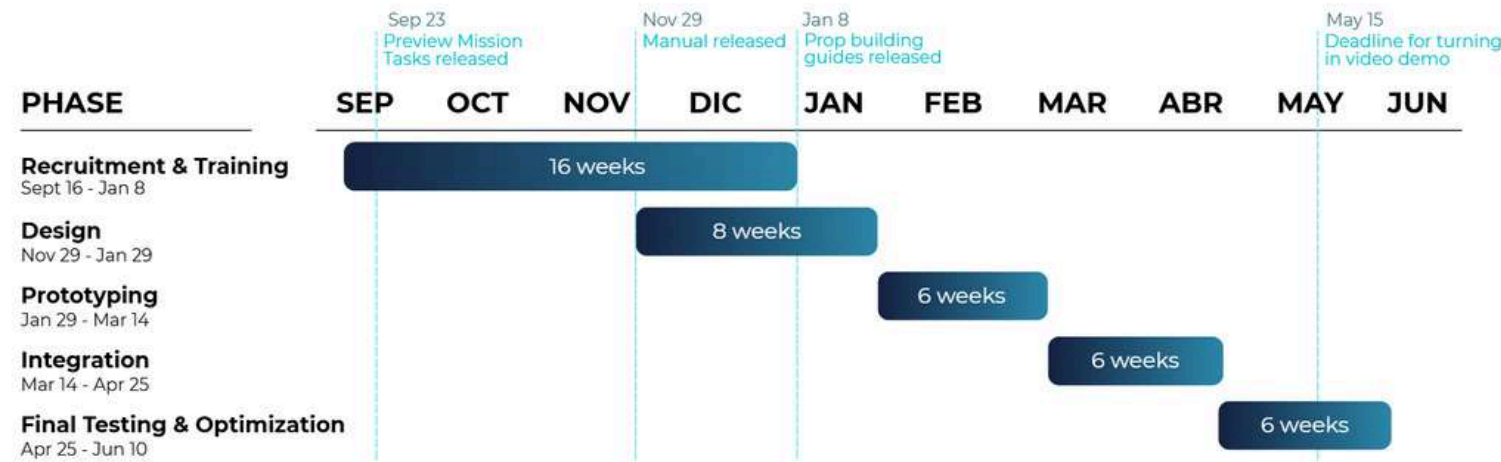 Sep 23
Preview Mission
Tasks released
Nov 29
Manual released
Jan 8
Prop building
guides released
May 15
Deadline for turning
in video demo
PHASE SEP OCT NOV DIC JAN FEB MAR ABR MAY JUN
Recruitment & Training
Sept 16 - Jan 8
16 weeks
Design
Nov 29 - Jan 29
8 weeks
Prototyping
Jan 29 - Mar 14
6 weeks
Integration
Mar 14 - Apr 25
6 weeks
Final Testing & Optimization
Apr 25 - Jun 10
6 weeks